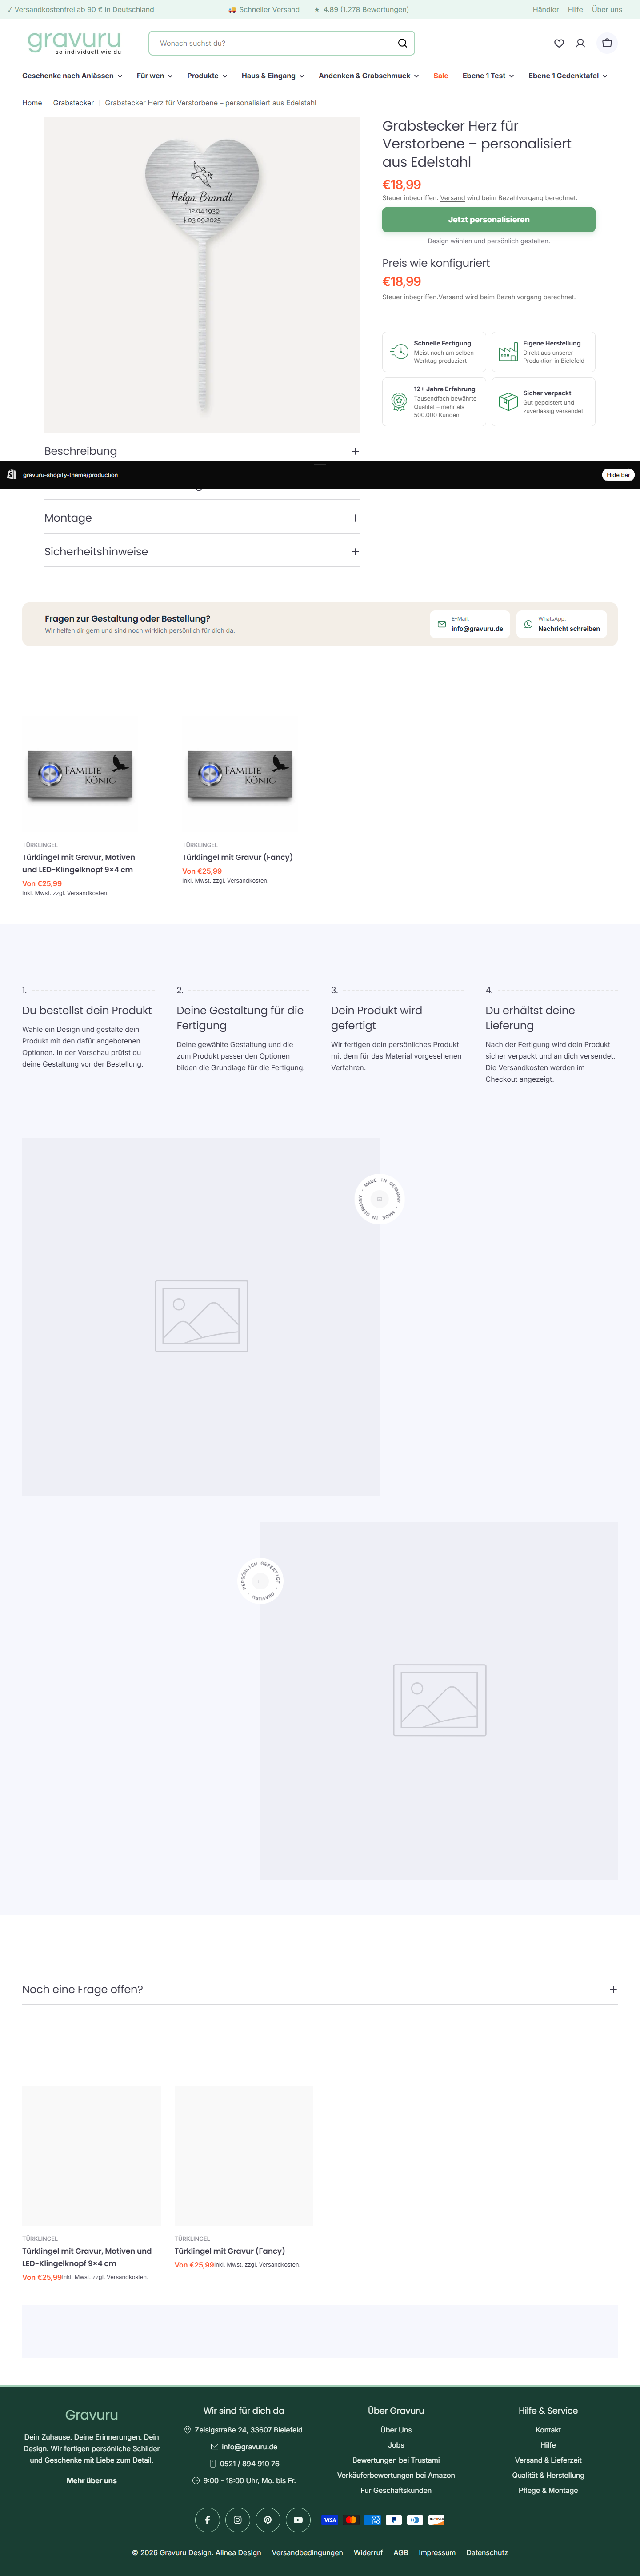 ✓ Versandkostenfrei ab 90 € in Deutschland
🚚 Schneller Versand
★ 4.89 (1.278 Bewertungen)
Händler Hilfe Über uns
gravuru
so individuell wie du
Wonach suchst du?
Geschenke nach Anlässen Für wen Produkte Haus & Eingang Andenken & Grabschmuck Sale Ebene 1 Test Ebene 1 Gedenktafel
Home Grabstecker Grabstecker Herz für Verstorbene – personalisiert aus Edelstahl
Helga Brandt
* 12.04.1939
03.09.2025
Grabstecker Herz für
Verstorbene – personalisiert
aus Edelstahl
€18,99
Steuer inbegriffen. Versand wird beim Bezahlvorgang berechnet.
Jetzt personalisieren
Design wählen und persönlich gestalten.
Preis wie konfiguriert
€18,99
Steuer inbegriffen.Versand wird beim Bezahlvorgang berechnet.
Schnelle Fertigung
Meist noch am selben
Werktag produziert
Eigene Herstellung
Direkt aus unserer
Produktion in Bielefeld
12+ Jahre Erfahrung
Tausendfach bewährte
Qualität – mehr als
500.000 Kunden
Sicher verpackt
Gut gepolstert und
zuverlässig versendet
Beschreibung
gravuru-shopify-theme/production
Hide bar
Montage
Sicherheitshinweise
Fragen zur Gestaltung oder Bestellung?
Wir helfen dir gern und sind noch wirklich persönlich für dich da.
E-Mail:
info@gravuru.de
WhatsApp:
Nachricht schreiben
FAMILIE
KÖNIG
FAMILIE
KÖNIG
TÜRKLINGEL
Türklingel mit Gravur, Motiven
und LED-Klingelknopf 9×4 cm
Von €25,99
Inkl. Mwst. zzgl. Versandkosten.
TÜRKLINGEL
Türklingel mit Gravur (Fancy)
Von €25,99
Inkl. Mwst. zzgl. Versandkosten.
1.
Du bestellst dein Produkt
Wähle ein Design und gestalte dein
Produkt mit den dafür angebotenen
Optionen. In der Vorschau prüfst du
deine Gestaltung vor der Bestellung.
2.
Deine Gestaltung für die
Fertigung
Deine gewählte Gestaltung und die
zum Produkt passenden Optionen
bilden die Grundlage für die Fertigung.
3.
Dein Produkt wird
gefertigt
Wir fertigen dein persönliches Produkt
mit dem für das Material vorgesehenen
Verfahren.
4.
Du erhältst deine
Lieferung
Nach der Fertigung wird dein Produkt
sicher verpackt und an dich versendet.
Die Versandkosten werden im
Checkout angezeigt.
MADE IN GERMANY · MADE IN GERMANY ·
PERSÖNLICH GEFERTIGT · GRAVURU ·
Noch eine Frage offen?
TÜRKLINGEL
Türklingel mit Gravur, Motiven und
LED-Klingelknopf 9×4 cm
Von €25,99Inkl. Mwst. zzgl. Versandkosten.
TÜRKLINGEL
Türklingel mit Gravur (Fancy)
Von €25,99Inkl. Mwst. zzgl. Versandkosten.
Gravuru
Dein Zuhause. Deine Erinnerungen. Dein
Design. Wir fertigen persönliche Schilder
und Geschenke mit Liebe zum Detail.
Mehr über uns
Wir sind für dich da
Zeisigstraße 24, 33607 Bielefeld
info@gravuru.de
0521 / 894 910 76
9:00 - 18:00 Uhr, Mo. bis Fr.
Über Gravuru
Über Uns
Jobs
Bewertungen bei Trustami
Verkäuferbewertungen bei Amazon
Für Geschäftskunden
Hilfe & Service
Kontakt
Hilfe
Versand & Lieferzeit
Qualität & Herstellung
Pflege & Montage
VISA
DISCOVER
© 2026 Gravuru Design. Alinea Design Versandbedingungen Widerruf AGB Impressum Datenschutz